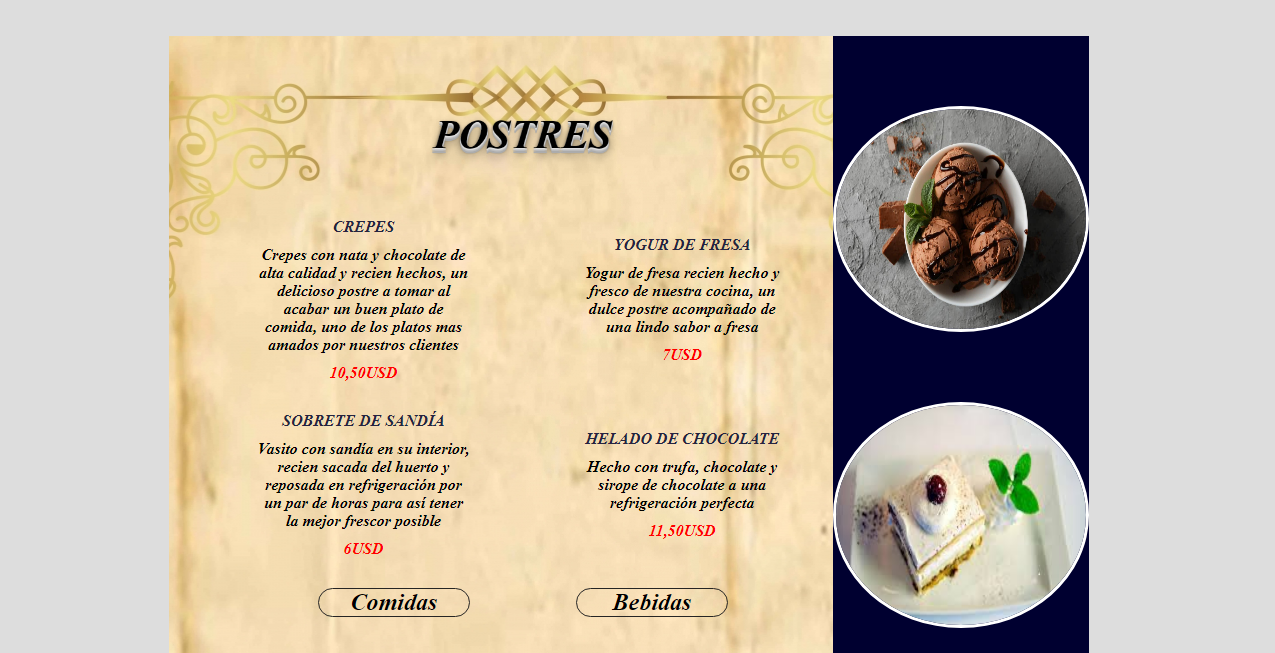 POSTRES
CREPES
Crepes con nata y chocolate de
alta calidad y recien hechos, un
delicioso postre a tomar al
acabar un buen plato de
comida, uno de los platos mas
amados por nuestros clientes
10,50USD
YOGUR DE FRESA
Yogur de fresa recien hecho y
fresco de nuestra cocina, un
dulce postre acompañado de
una lindo sabor a fresa
7USD
SOBRETE DE SANDÍA
Vasito con sandía en su interior,
recien sacada del huerto y
reposada en refrigeración por
un par de horas para así tener
la mejor frescor posible
6USD
HELADO DE CHOCOLATE
Hecho con trufa, chocolate y
sirope de chocolate a una
refrigeración perfecta
11,50USD
Comidas
Bebidas